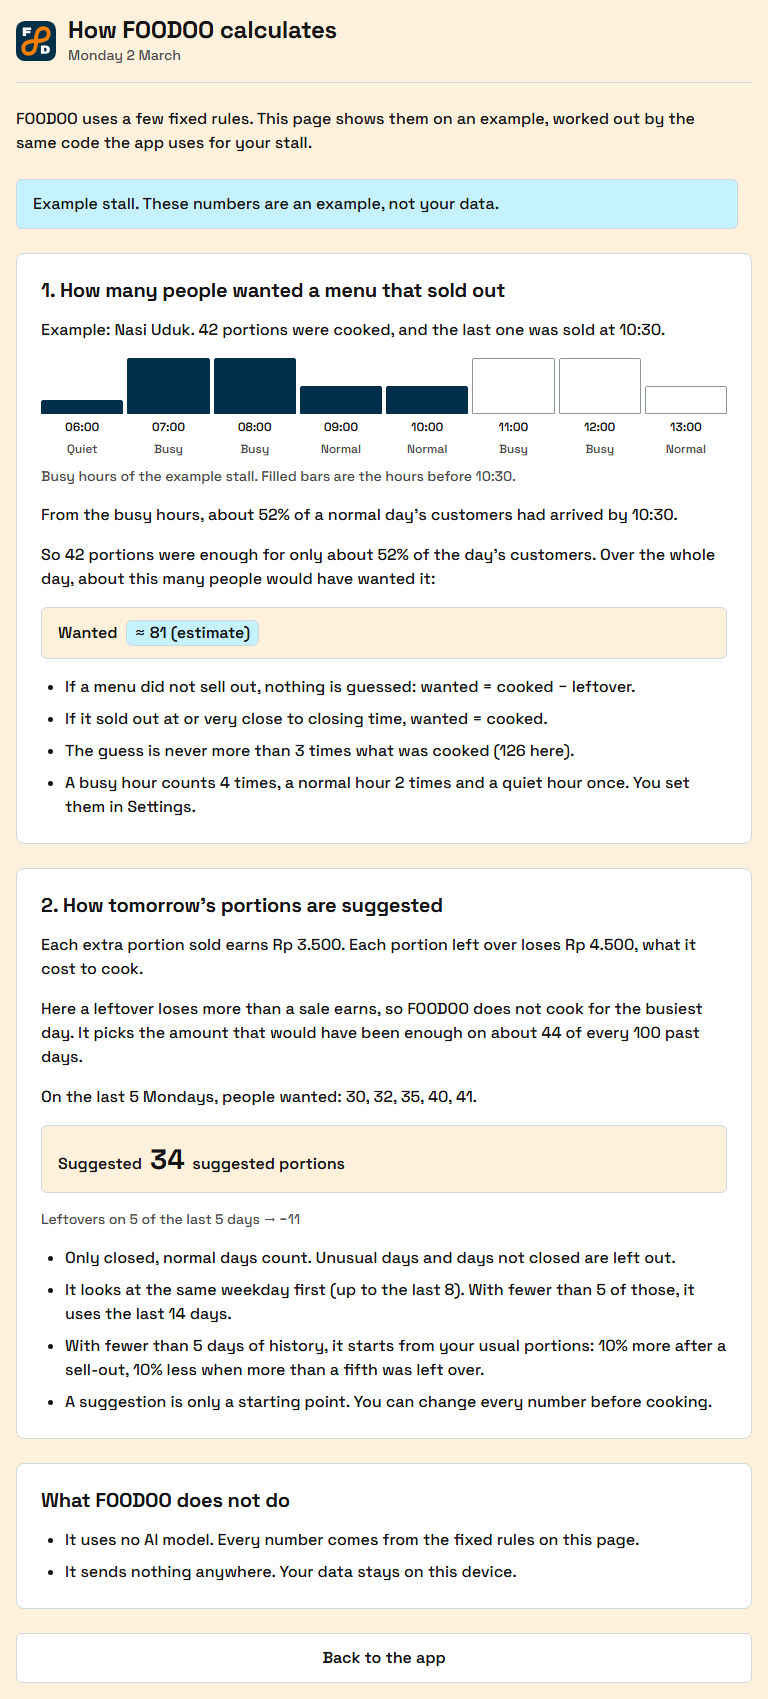 F
D
How FOODOO calculates
Monday 2 March
FOODOO uses a few fixed rules. This page shows them on an example, worked out by the
same code the app uses for your stall.
Example stall. These numbers are an example, not your data.
1. How many people wanted a menu that sold out
Example: Nasi Uduk. 42 portions were cooked, and the last one was sold at 10:30.
06:00 07:00 08:00 09:00 10:00 11:00 12:00 13:00
Quiet Busy Busy Normal Normal Busy Busy Normal
Busy hours of the example stall. Filled bars are the hours before 10:30.
From the busy hours, about 52% of a normal day's customers had arrived by 10:30.
So 42 portions were enough for only about 52% of the day's customers. Over the whole
day, about this many people would have wanted it:
Wanted ≈ 81 (estimate)
• If a menu did not sell out, nothing is guessed: wanted = cooked − leftover.
• If it sold out at or very close to closing time, wanted = cooked.
• The guess is never more than 3 times what was cooked (126 here).
• A busy hour counts 4 times, a normal hour 2 times and a quiet hour once. You set
them in Settings.
2. How tomorrow's portions are suggested
Each extra portion sold earns Rp 3.500. Each portion left over loses Rp 4.500, what it
cost to cook.
Here a leftover loses more than a sale earns, so FOODOO does not cook for the busiest
day. It picks the amount that would have been enough on about 44 of every 100 past
days.
On the last 5 Mondays, people wanted: 30, 32, 35, 40, 41.
Suggested 34 suggested portions
Leftovers on 5 of the last 5 days → −11
• Only closed, normal days count. Unusual days and days not closed are left out.
• It looks at the same weekday first (up to the last 8). With fewer than 5 of those, it
uses the last 14 days.
• With fewer than 5 days of history, it starts from your usual portions: 10% more after a
sell-out, 10% less when more than a fifth was left over.
• A suggestion is only a starting point. You can change every number before cooking.
What FOODOO does not do
• It uses no AI model. Every number comes from the fixed rules on this page.
• It sends nothing anywhere. Your data stays on this device.
Back to the app